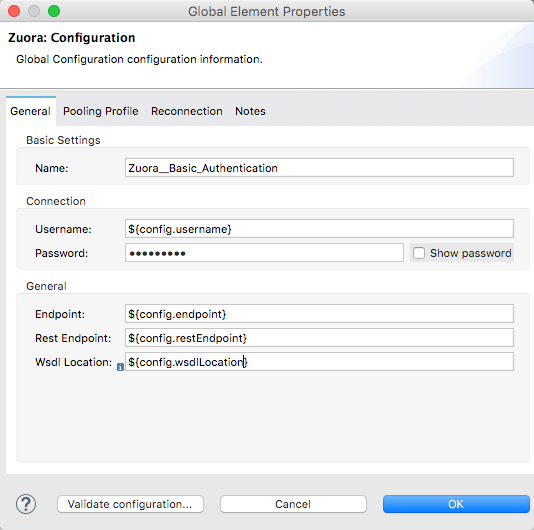 Global Element Properties
Zuora: Configuration
Global Configuration configuration information.
General Pooling Profile Reconnection Notes
Basic Settings
Name: Zuora__Basic_Authentication
Connection
Username: ${config.username}
Password: ●●●●●●●●● Show password
General
Endpoint: ${config.endpoint}
Rest Endpoint: ${config.restEndpoint}
Wsdl Location: i ${config.wsdlLocation}
? Validate configuration... Cancel OK